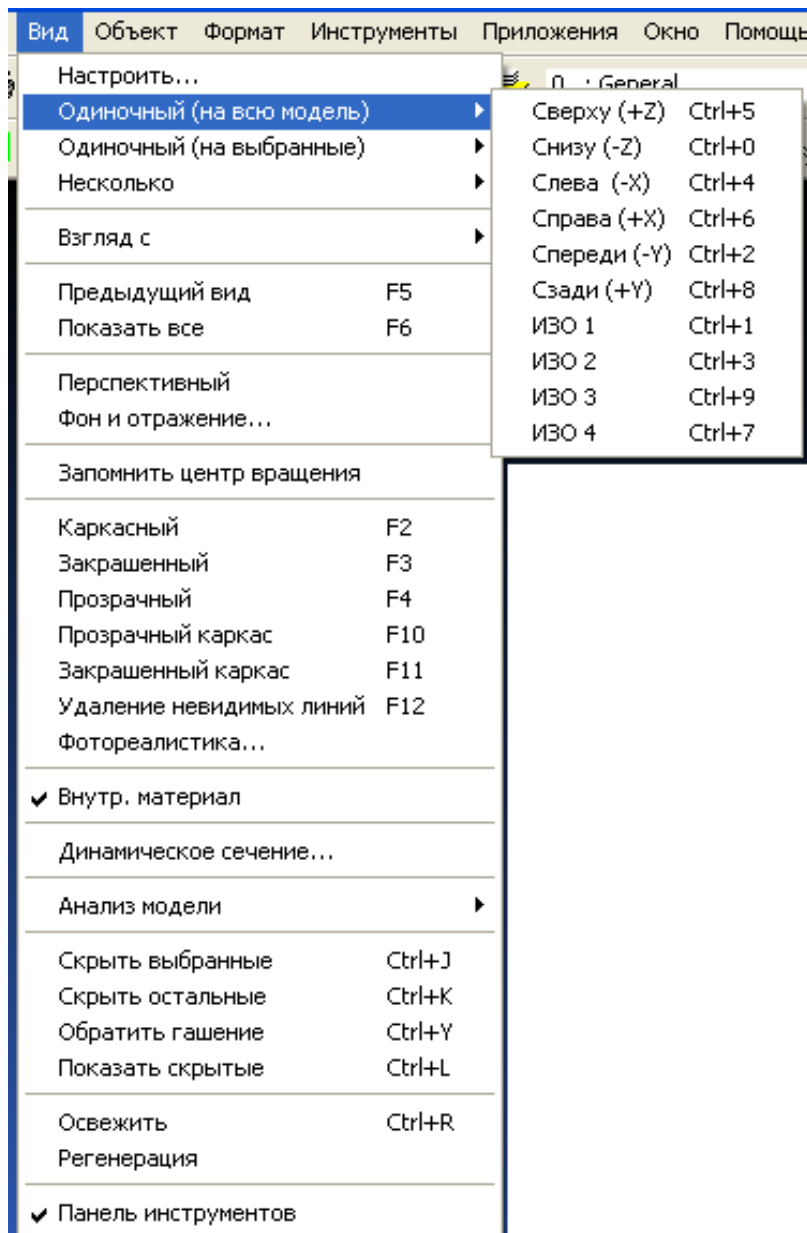 Вид Объект Формат Инструменты Приложения Окно Помощь
0 : General
Настроить...
Одиночный (на всю модель)
Одиночный (на выбранные)
Несколько
Взгляд с
Предыдущий вид F5
Показать все F6
Перспективный
Фон и отражение...
Запомнить центр вращения
Каркасный F2
Закрашенный F3
Прозрачный F4
Прозрачный каркас F10
Закрашенный каркас F11
Удаление невидимых линий F12
Фотореалистика...
Внутр. материал
Динамическое сечение...
Анализ модели
Скрыть выбранные Ctrl+J
Скрыть остальные Ctrl+K
Обратить гашение Ctrl+Y
Показать скрытые Ctrl+L
Освежить Ctrl+R
Регенерация
Панель инструментов
Сверху (+Z) Ctrl+5
Снизу (-Z) Ctrl+0
Слева (-X) Ctrl+4
Справа (+X) Ctrl+6
Спереди (-Y) Ctrl+2
Сзади (+Y) Ctrl+8
ИЗО 1 Ctrl+1
ИЗО 2 Ctrl+3
ИЗО 3 Ctrl+9
ИЗО 4 Ctrl+7